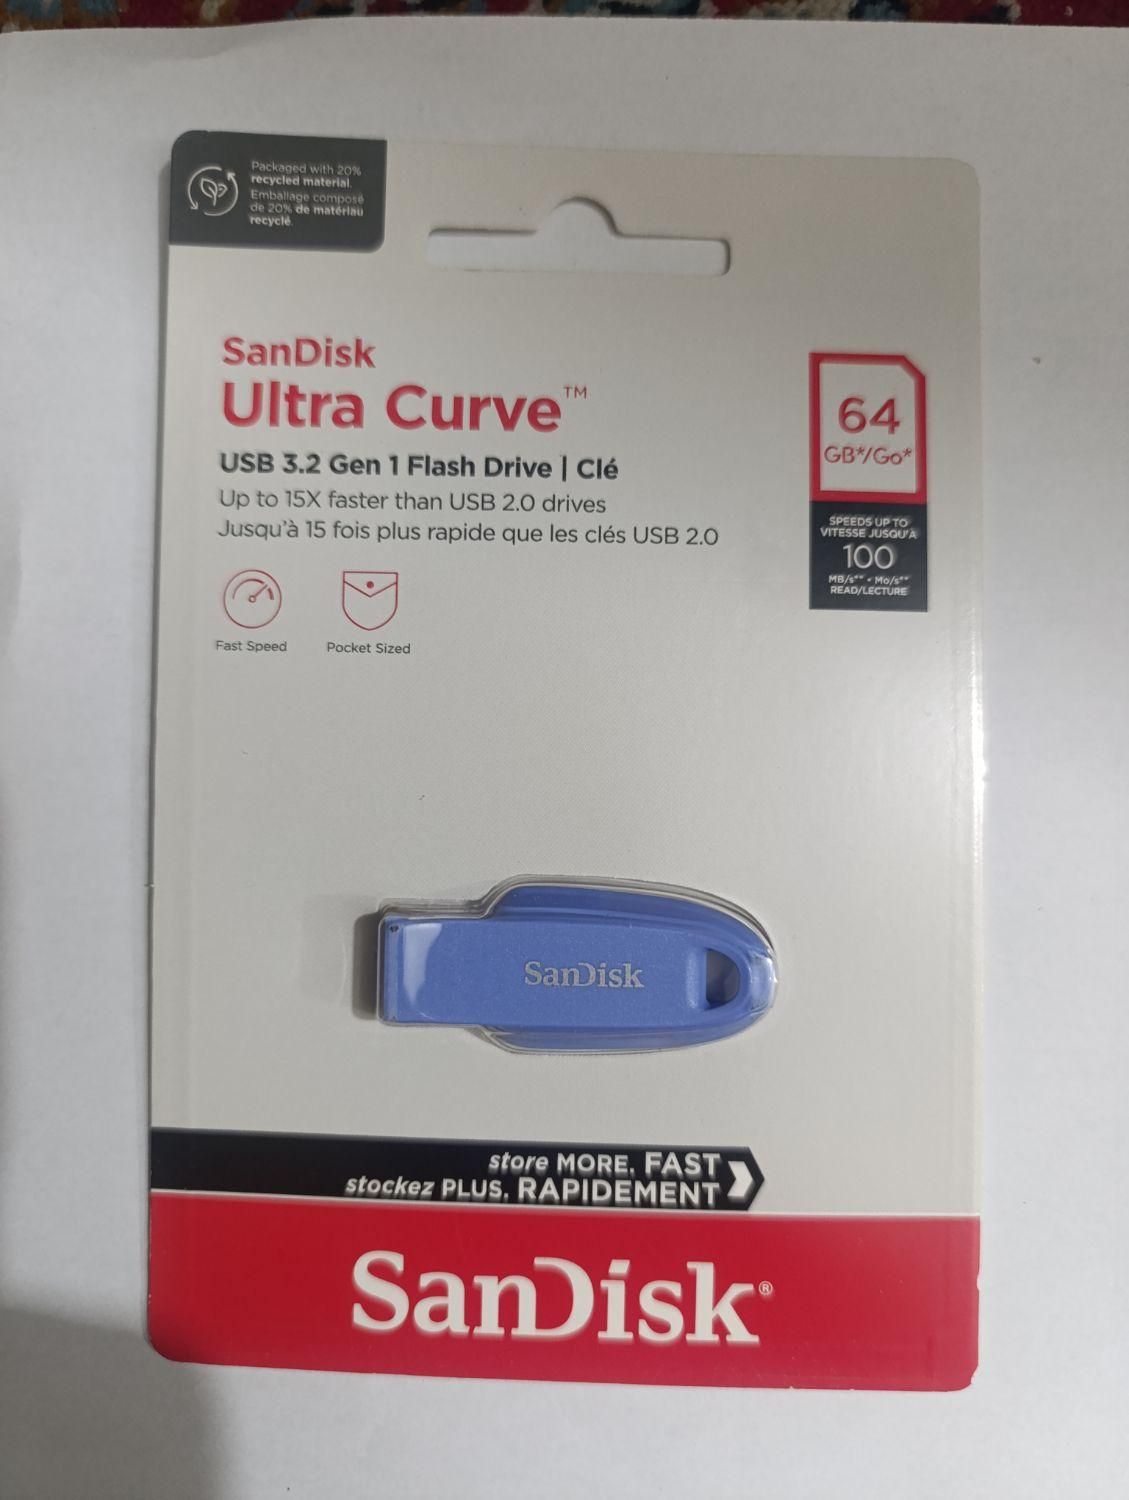 Packaged with 20%
recycled material.
Emballage composé
de 20% de matériau
recyclé.
SanDisk
Ultra Curve™
USB 3.2 Gen 1 Flash Drive | Clé
Up to 15X faster than USB 2.0 drives
Jusqu'à 15 fois plus rapide que les clés USB 2.0
Fast Speed
Pocket Sized
64
GB*/Go*
SPEEDS UP TO
VITESSE JUSQU'À
100
MB/s** • Mo/s**
READ/LECTURE
SanDisk
store MORE. FAST
stockez PLUS. RAPIDEMENT
SanDisk®